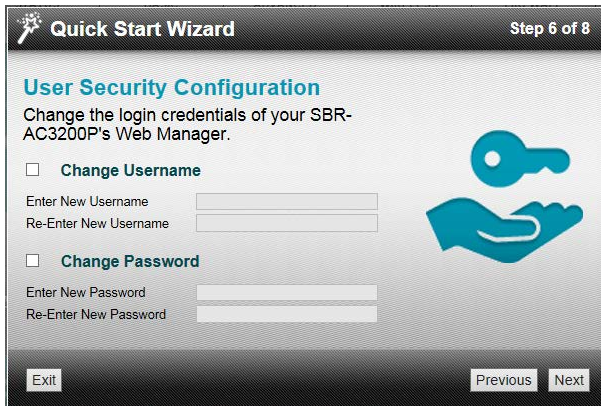 Quick Start Wizard
Step 6 of 8
User Security Configuration
Change the login credentials of your SBR-
AC3200P's Web Manager.
Change Username
Enter New Username
Re-Enter New Username
Change Password
Enter New Password
Re-Enter New Password
Exit
Previous
Next